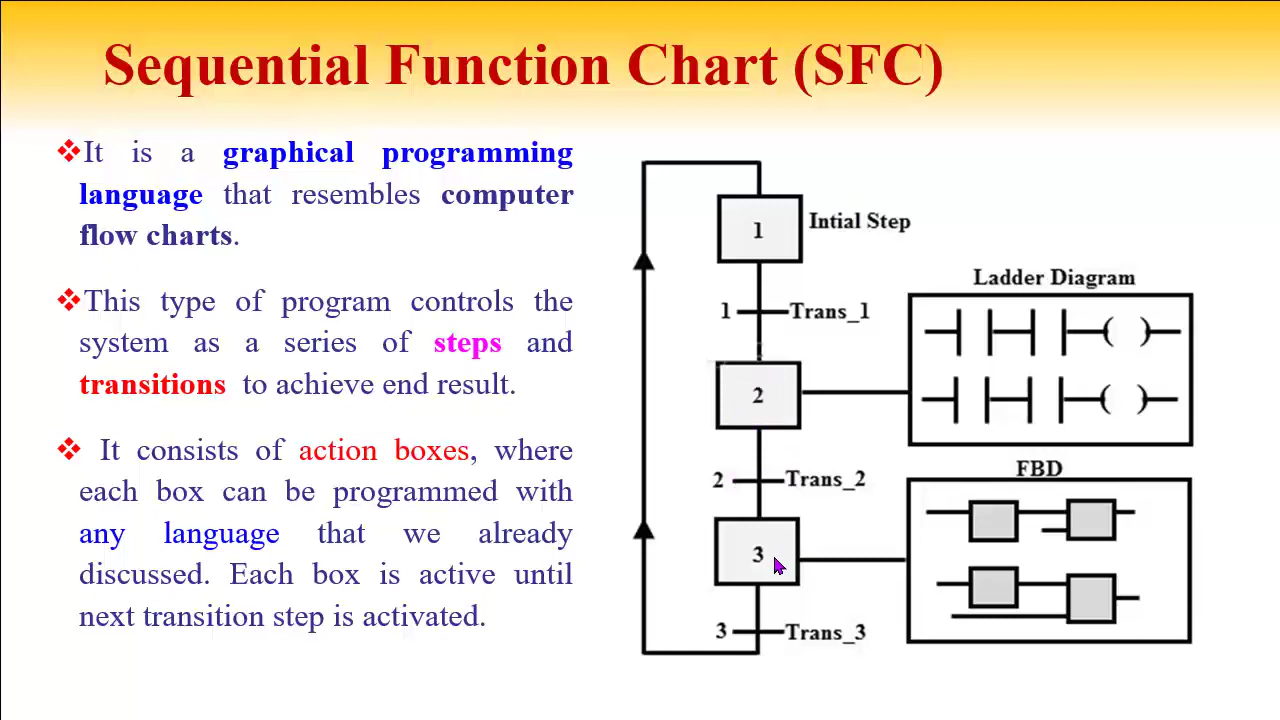 Sequential Function Chart (SFC)
❖It is a graphical programming
language that resembles computer
flow charts.
❖This type of program controls the
system as a series of steps and
transitions to achieve end result.
❖ It consists of action boxes, where
each box can be programmed with
any language that we already
discussed. Each box is active until
next transition step is activated.
1
Intial Step
1
Trans_1
2
2
Trans_2
3
3
Trans_3
Ladder Diagram
FBD